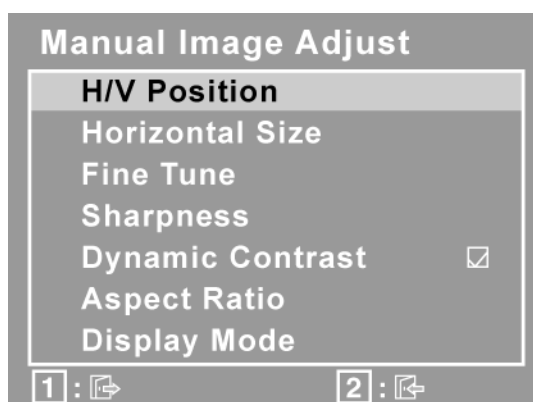 Manual Image Adjust
H/V Position
Horizontal Size
Fine Tune
Sharpness
Dynamic Contrast
Aspect Ratio
Display Mode
1 : 2 :